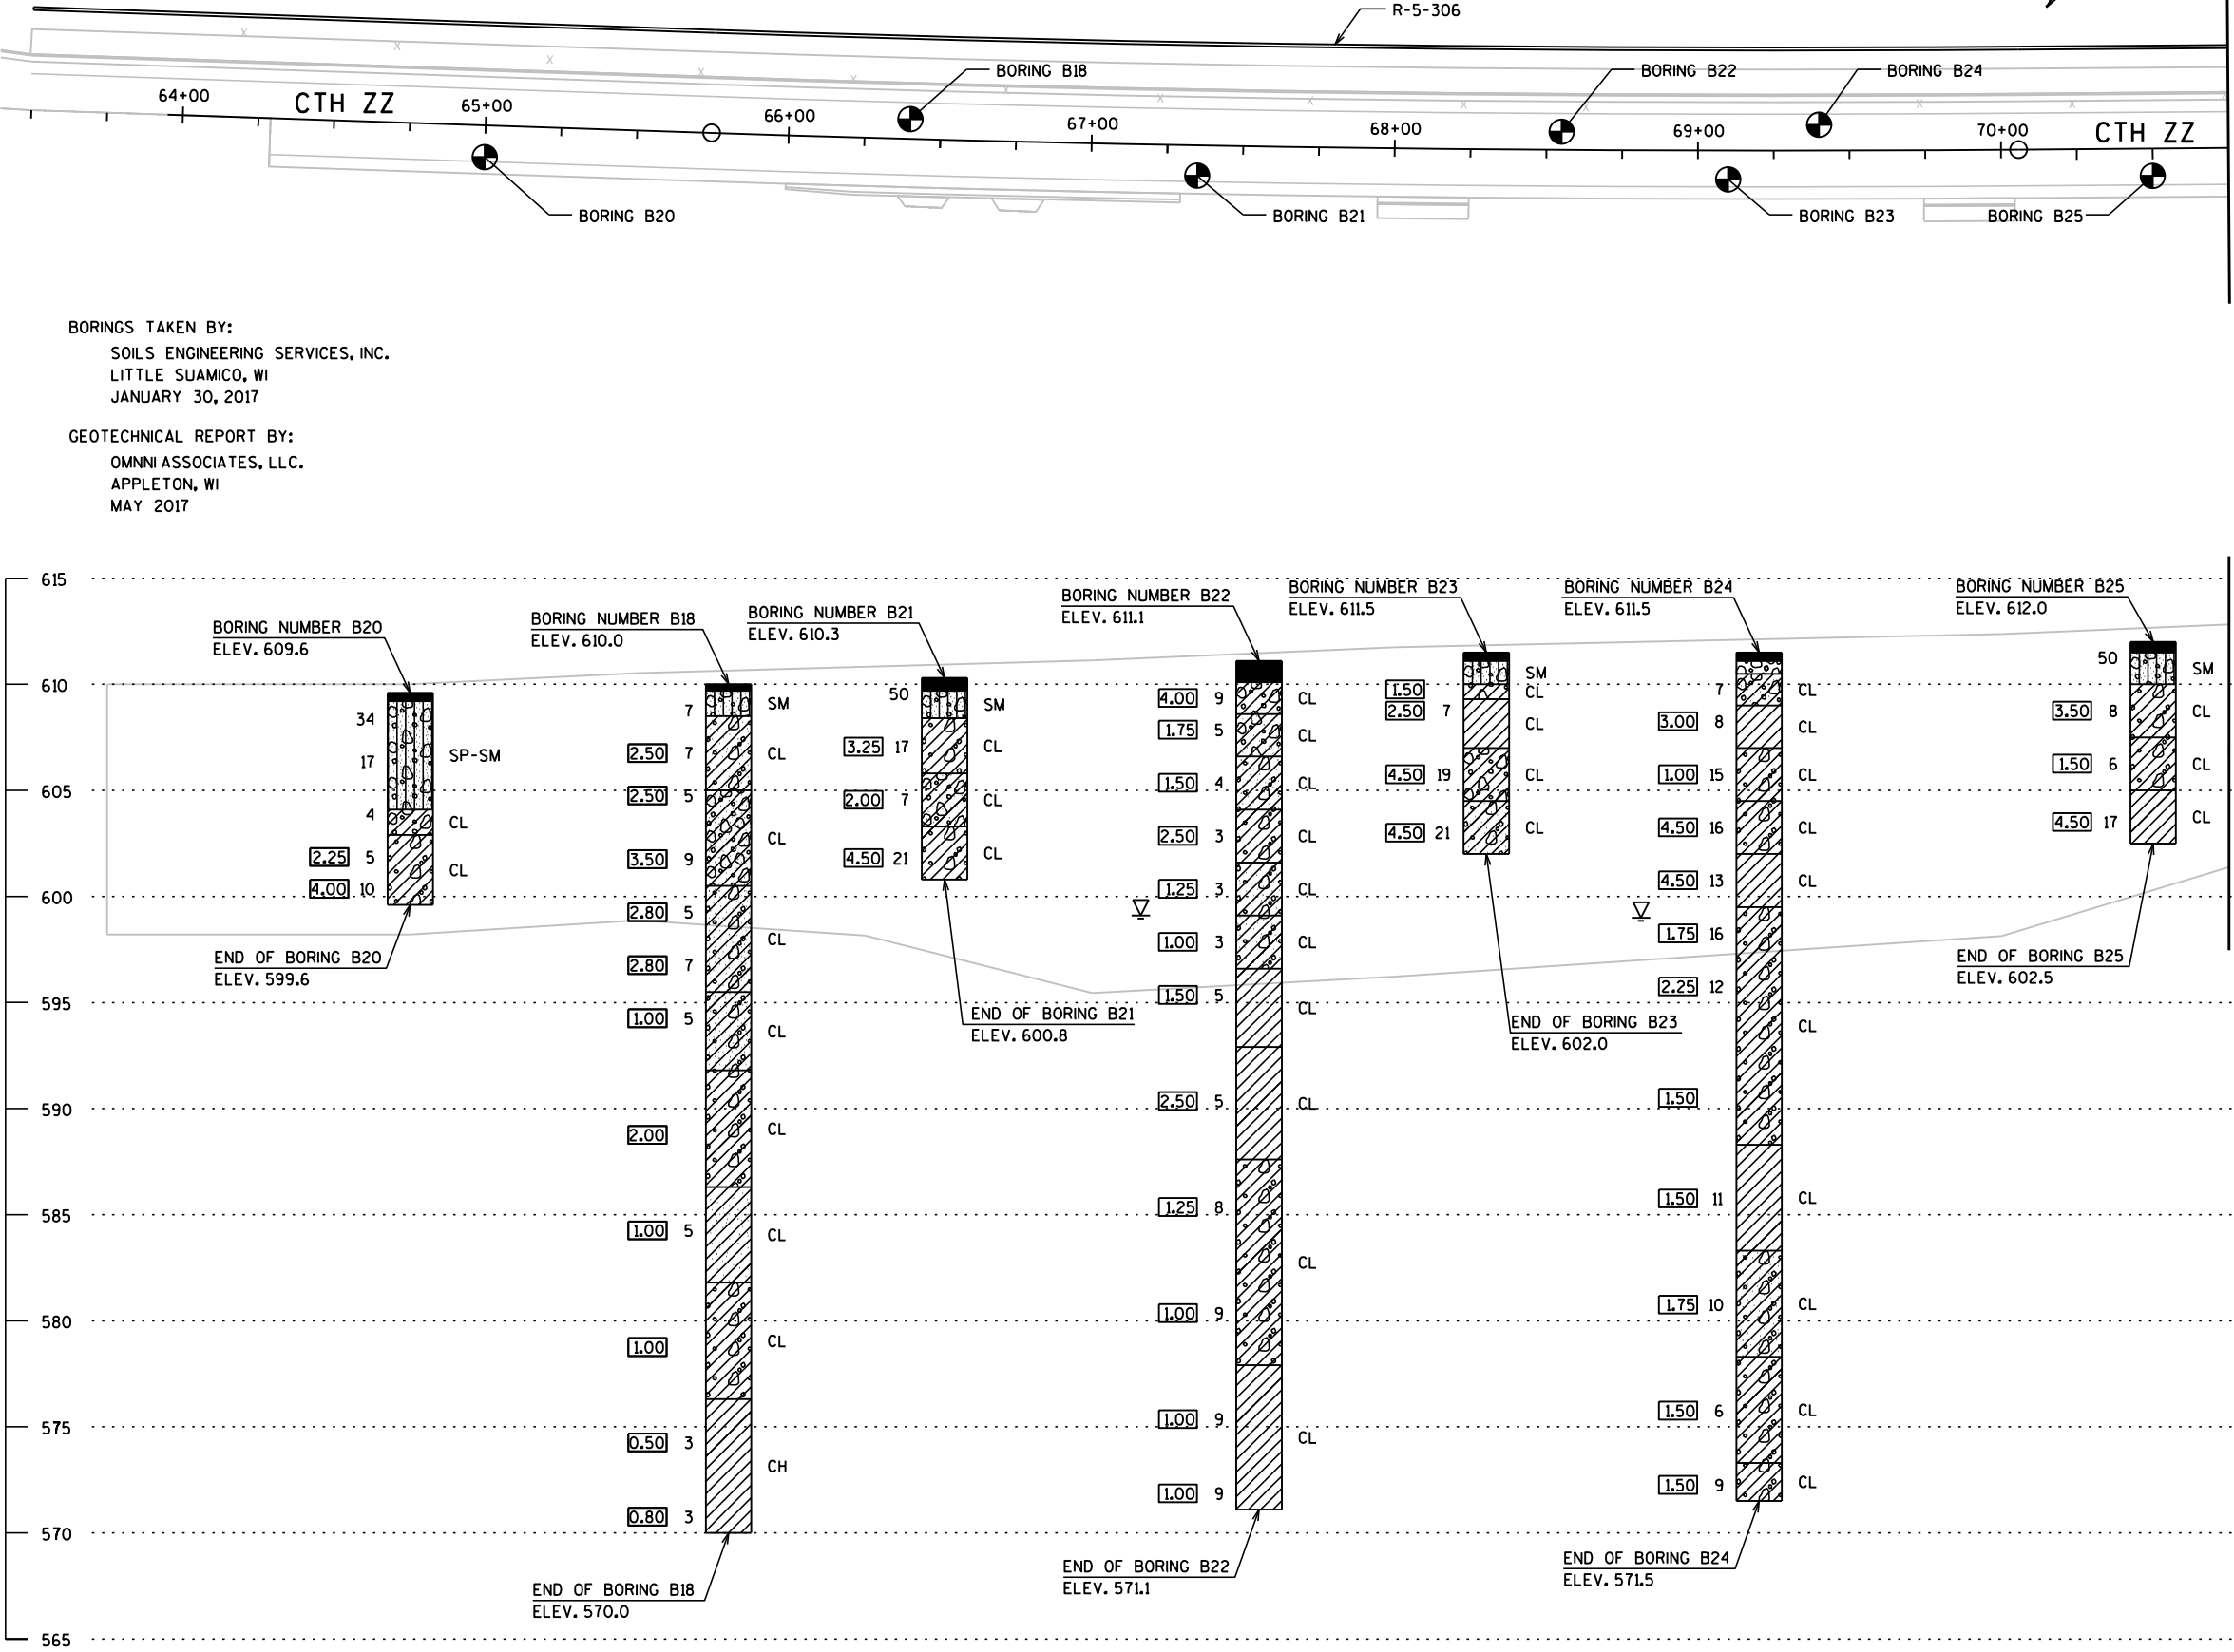 R-5-306
BORING B18
BORING B22
BORING B24
64+00
CTH ZZ
65+00
66+00
67+00
68+00
69+00
70+00
CTH ZZ
BORING B20
BORING B21
BORING B23
BORING B25
BORINGS TAKEN BY:
SOILS ENGINEERING SERVICES, INC.
LITTLE SUAMICO, WI
JANUARY 30, 2017
GEOTECHNICAL REPORT BY:
OMNNI ASSOCIATES, LLC.
APPLETON, WI
MAY 2017
615
610
605
600
595
590
585
580
575
570
565
BORING NUMBER B20
ELEV. 609.6
34
17
SP-SM
4
CL
2.25 5
CL
4.00 10
END OF BORING B20
ELEV. 599.6
BORING NUMBER B18
ELEV. 610.0
SM
7
2.50 7
CL
2.50 5
CL
3.50 9
2.80 5
CL
2.80 7
1.00 5
CL
2.00
CL
1.00 5
CL
1.00
CL
0.50 3
CH
0.80 3
END OF BORING B18
ELEV. 570.0
BORING NUMBER B21
ELEV. 610.3
50
SM
3.25 17
CL
2.00 7
CL
4.50 21
CL
END OF BORING B21
ELEV. 600.8
BORING NUMBER B22
ELEV. 611.1
4.00 9
CL
1.75 5
CL
1.50 4
CL
2.50 3
CL
1.25 3
CL
1.00 3
CL
1.50 5
CL
2.50 5
CL
1.25 8
CL
1.00 9
1.00 9
CL
1.00 9
END OF BORING B22
ELEV. 571.1
BORING NUMBER B23
ELEV. 611.5
SM
1.50
CL
2.50 7
CL
4.50 19
CL
4.50 21
CL
END OF BORING B23
ELEV. 602.0
BORING NUMBER B24
ELEV. 611.5
7
CL
3.00 8
CL
1.00 15
CL
4.50 16
CL
4.50 13
CL
1.75 16
2.25 12
CL
1.50
1.50 11
CL
1.75 10
CL
1.50 6
CL
1.50 9
CL
END OF BORING B24
ELEV. 571.5
BORING NUMBER B25
ELEV. 612.0
50
SM
3.50 8
CL
1.50 6
CL
4.50 17
CL
END OF BORING B25
ELEV. 602.5